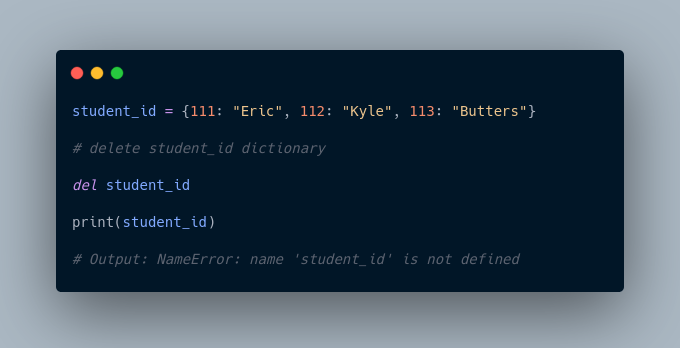 student_id = {111: "Eric", 112: "Kyle", 113: "Butters"}
# delete student_id dictionary
del student_id
print(student_id)
# Output: NameError: name 'student_id' is not defined